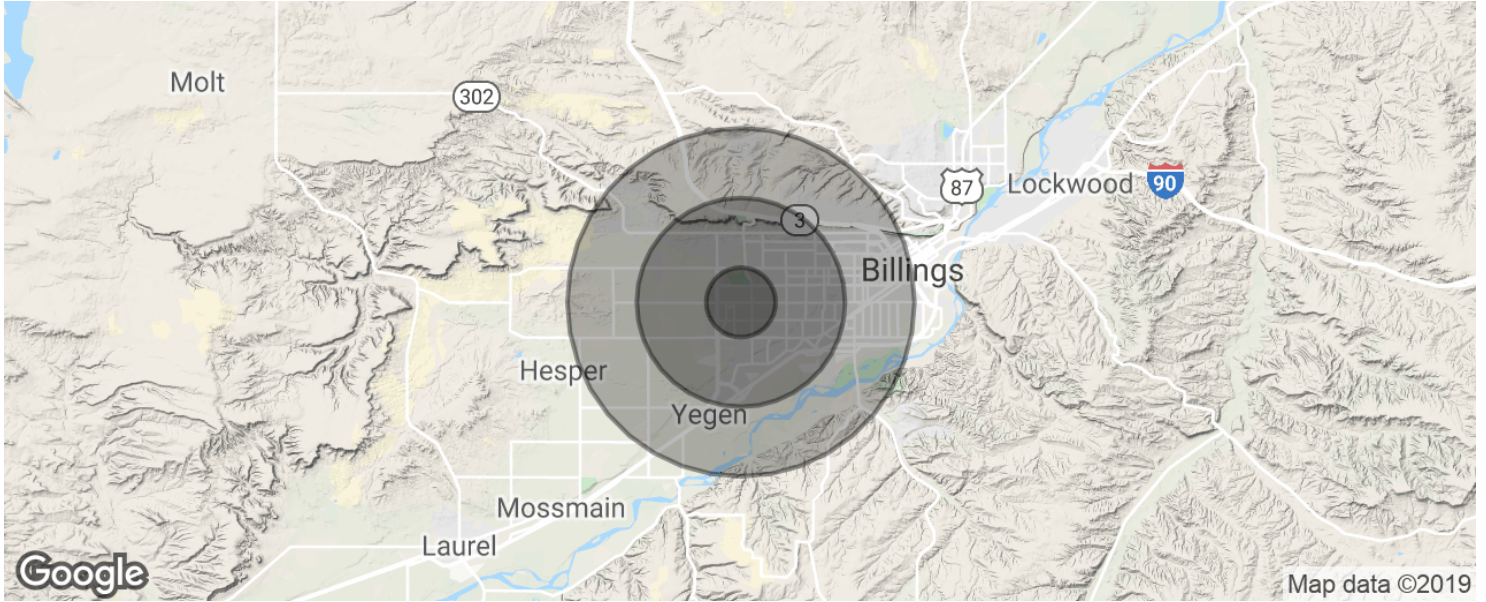 Molt
302
87
Lockwood
90
3
Billings
Hesper
Yegen
Mossmain
Laurel
Google
Map data ©2019